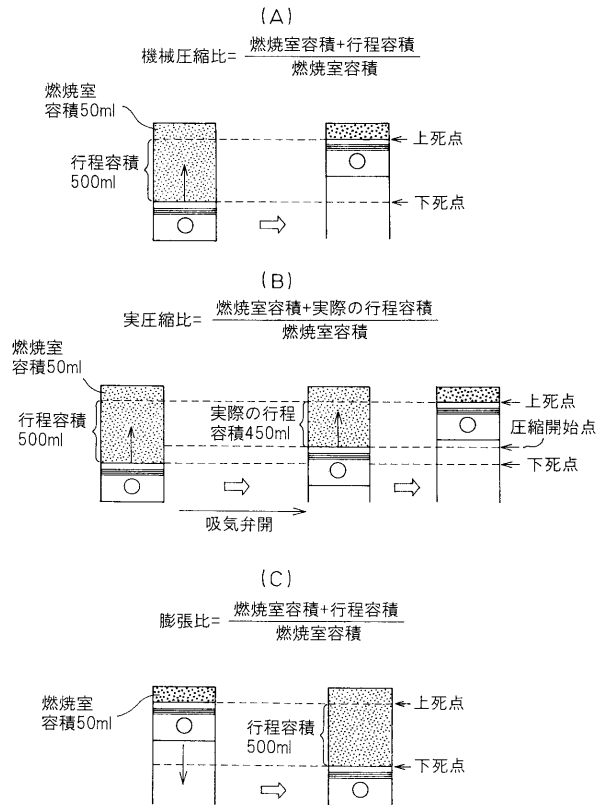 (A)
機械圧縮比= 燃焼室容積+行程容積
燃焼室容積
燃焼室
容積50ml
行程容積
500ml
上死点
下死点
(B)
実圧縮比= 燃焼室容積+実際の行程容積
燃焼室容積
燃焼室
容積50ml
行程容積
500ml
実際の行程
容積450ml
上死点
圧縮開始点
下死点
吸気弁開
(C)
膨張比= 燃焼室容積+行程容積
燃焼室容積
燃焼室
容積50ml
行程容積
500ml
上死点
下死点